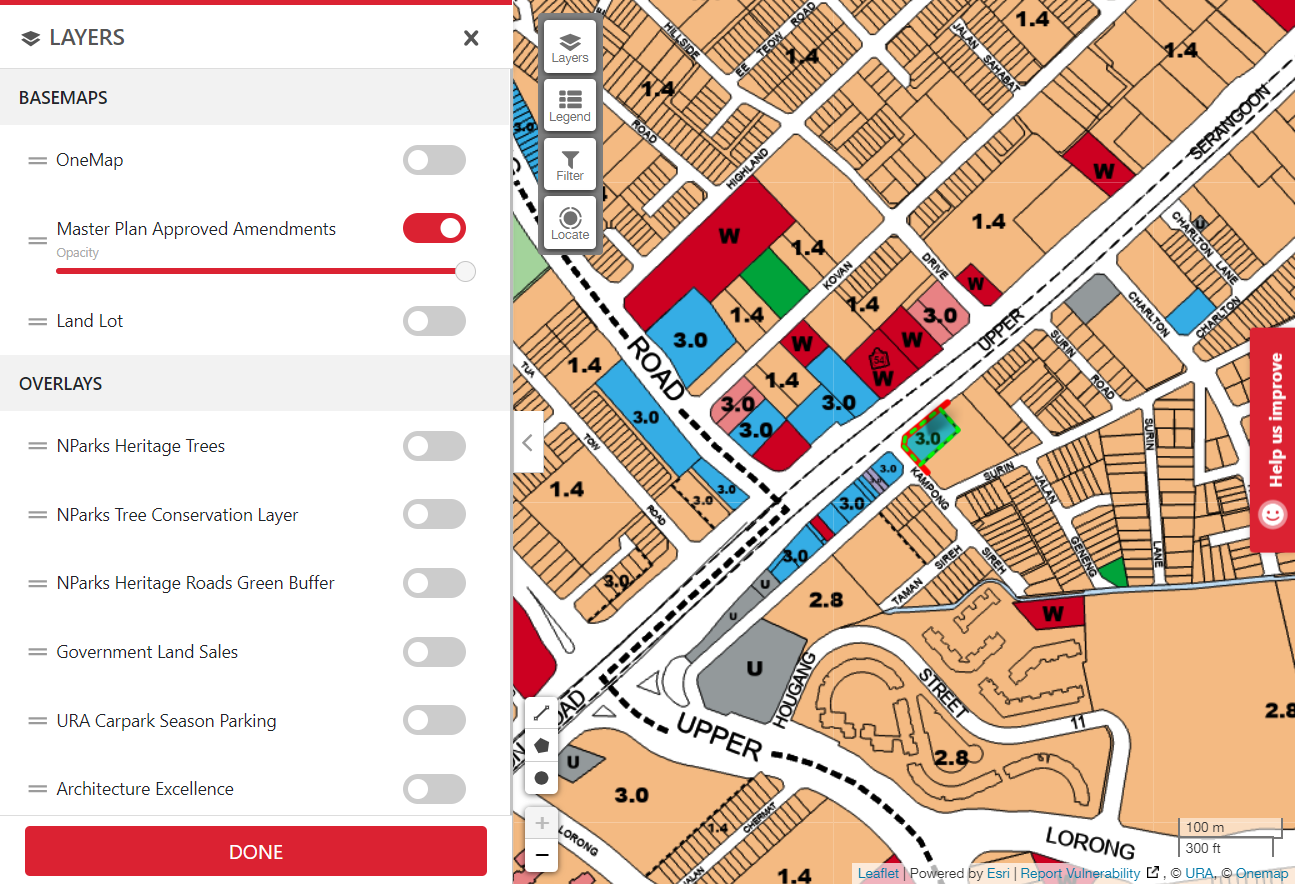 LAYERS
BASEMAPS
OneMap
Master Plan Approved Amendments
Opacity
Land Lot
OVERLAYS
NParks Heritage Trees
NParks Tree Conservation Layer
NParks Heritage Roads Green Buffer
Government Land Sales
URA Carpark Season Parking
Architecture Excellence
DONE
Layers
Legend
Filter
Locate
HILLSIDE
EE TEOW ROAD
1.4
JALAN SAHABAT
1.4
1.4
1.4
3.0
ROAD
HIGHLAND
SERANGOON
W
1.4
W
1.4
KOVAN
DRIVE
W
U
CHARLTON LANE
CHARLTON
CHARLTON
1.4
1.4
3.0
3.0
W
W
UPPER
SURIN
ROAD
ROAD
1.4
TUA
1.4
54
W
3.0
3.0
3.0
3.0
3.0
SURIN
LANE
TOW
ROAD
1.4
3.0
3.0
3.0
3.0
3.0
KAMPONG
SURIN
JALAN
GENENG
3.0
3.0
U
U
2.8
TAMAN
SIREH
SIREH
W
U
HOUGANG
STREET
11
2.8
2.8
UPPER
U
3.0
LORONG
1.4
CHERMAT
JALAN
1.4
LORONG
Help us improve
+
−
100 m
300 ft
Leaflet | Powered by Esri | Report Vulnerability , © URA, © Onemap